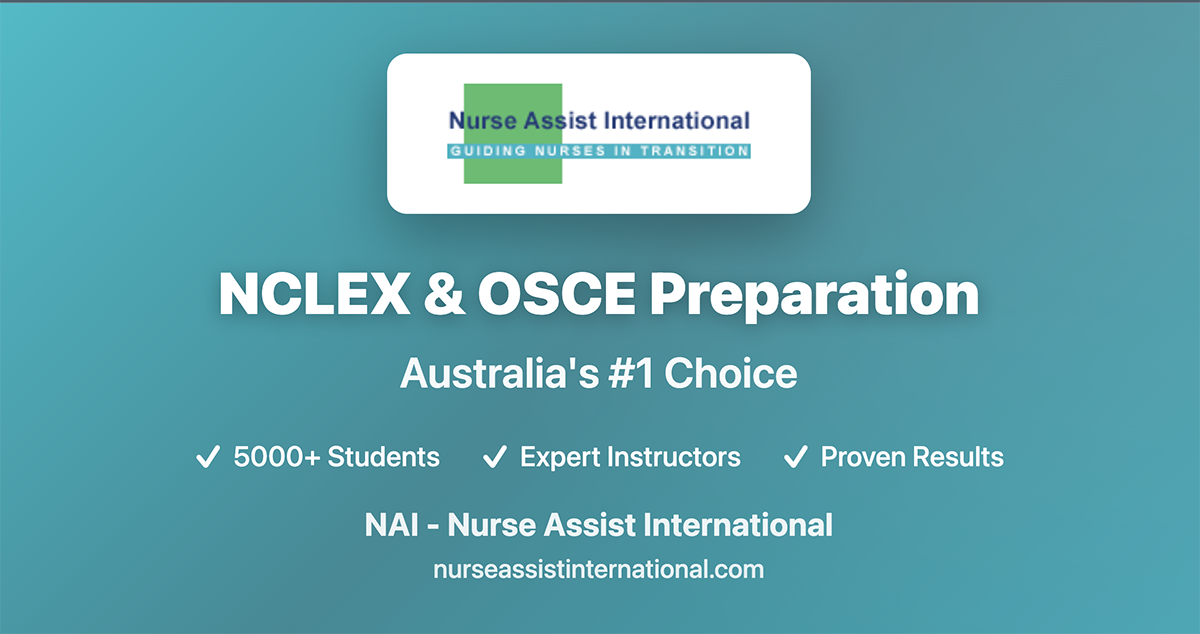 Nurse Assist International
GUIDING NURSES IN TRANSITION
NCLEX & OSCE Preparation
Australia's #1 Choice
✓ 5000+ Students ✓ Expert Instructors ✓ Proven Results
NAI - Nurse Assist International
nurseassistinternational.com